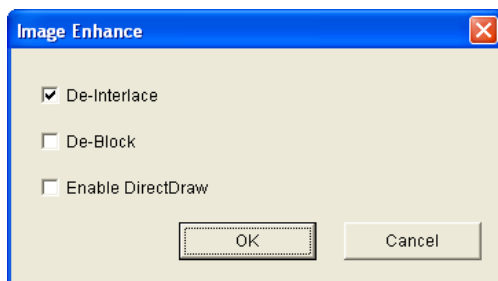 Image Enhance
De-Interlace
De-Block
Enable DirectDraw
OK Cancel